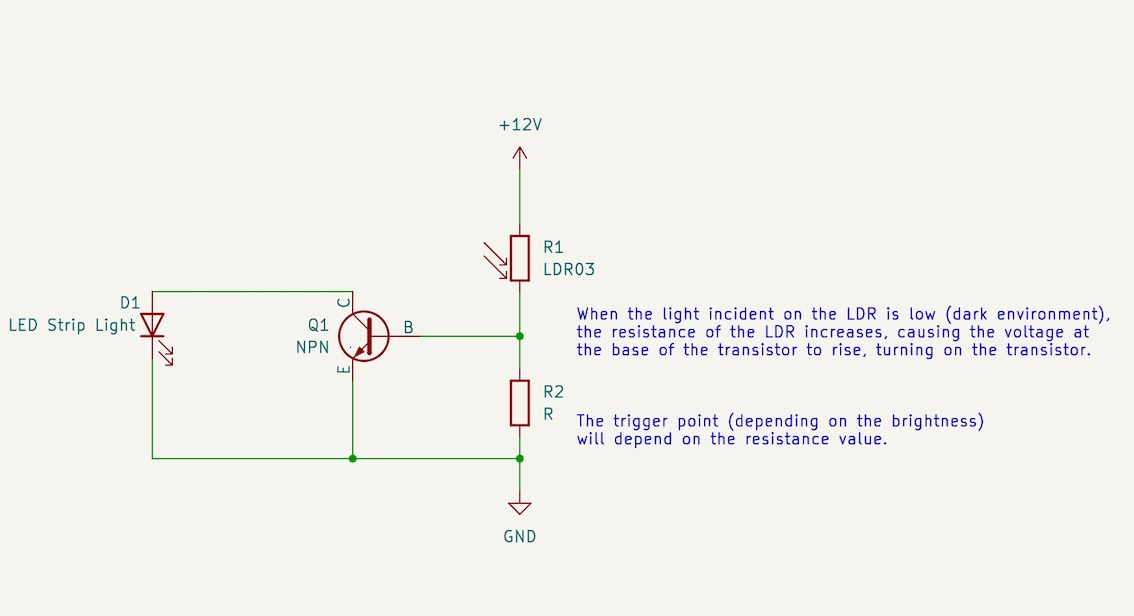 +12V
R1
LDR03
D1
LED Strip Light
C
Q1
NPN
B
E
When the light incident on the LDR is low (dark environment),
the resistance of the LDR increases, causing the voltage at
the base of the transistor to rise, turning on the transistor.
R2
R
The trigger point (depending on the brightness)
will depend on the resistance value.
GND